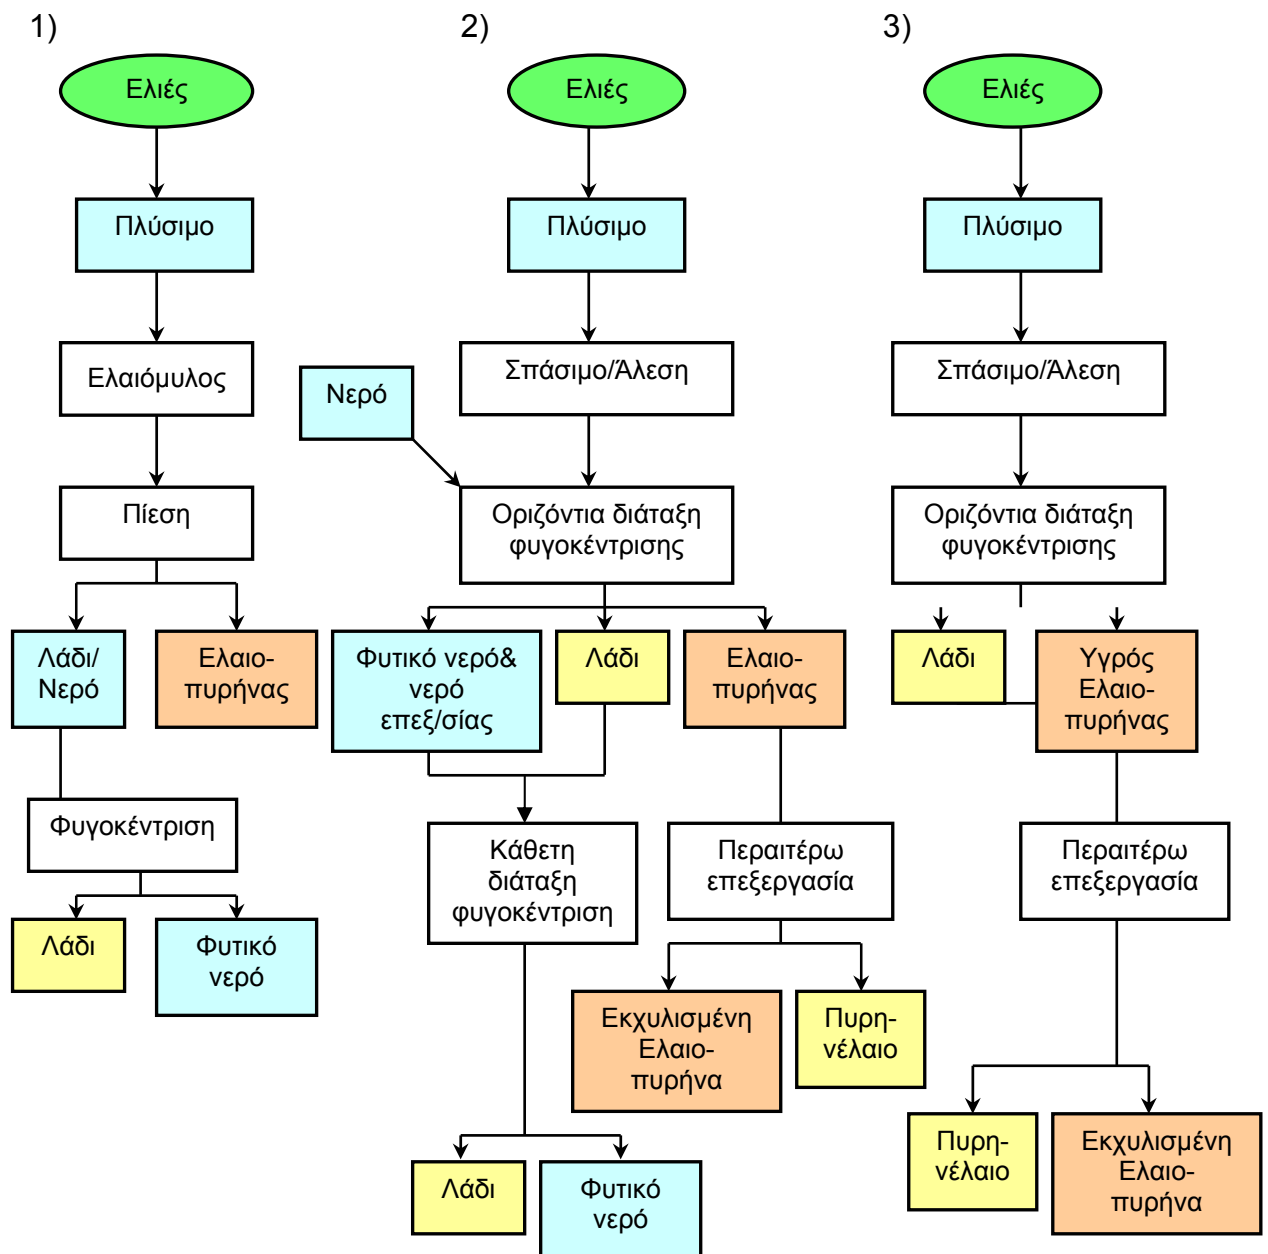 1)
Ελιές
Πλύσιμο
Ελαιόμυλος
Πίεση
Λάδι/
Νερό
Ελαιο-
πυρήνας
Φυγοκέντριση
Λάδι
Φυτικό
νερό
2)
Ελιές
Πλύσιμο
Σπάσιμο/Άλεση
Νερό
Οριζόντια διάταξη
φυγοκέντρισης
Φυτικό νερό&
νερό
επεξ/σίας
Λάδι
Ελαιο-
πυρήνας
Κάθετη
διάταξη
φυγοκέντριση
Περαιτέρω
επεξεργασία
Εκχυλισμένη
Ελαιο-
πυρήνα
Πυρη-
νέλαιο
Λάδι
Φυτικό
νερό
3)
Ελιές
Πλύσιμο
Σπάσιμο/Άλεση
Οριζόντια διάταξη
φυγοκέντρισης
Λάδι
Υγρός
Ελαιο-
πυρήνας
Περαιτέρω
επεξεργασία
Πυρη-
νέλαιο
Εκχυλισμένη
Ελαιο-
πυρήνα